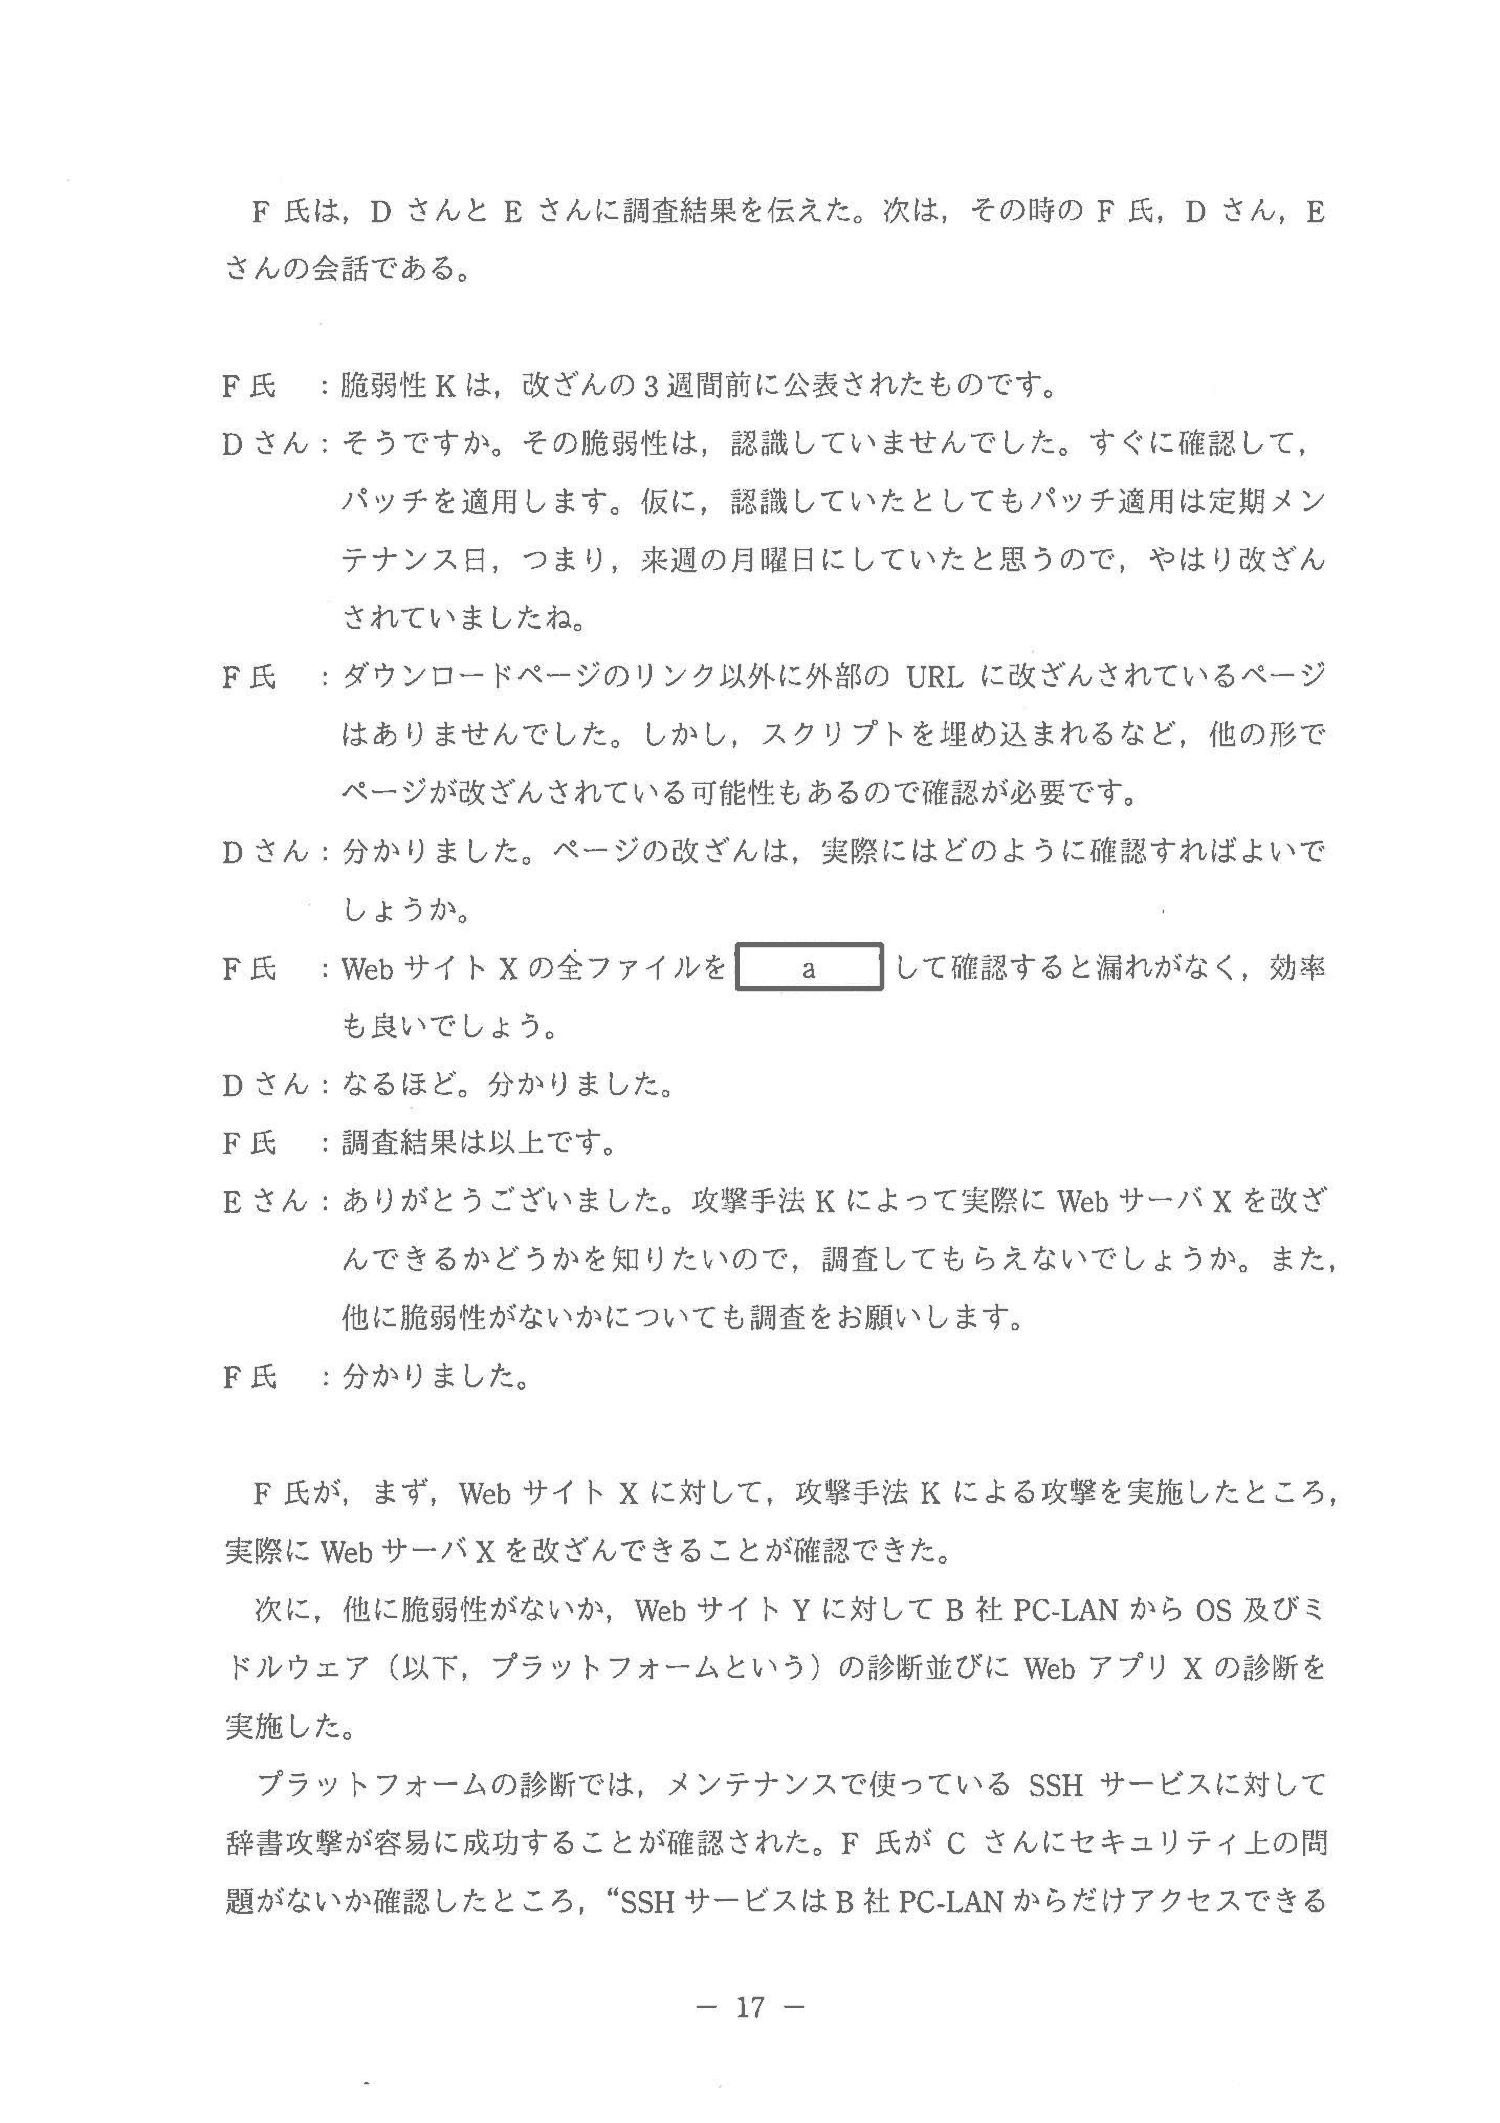 F 氏は，D さんと E さんに調査結果を伝えた。次は，その時の F 氏，D さん，E
さんの会話である。
F 氏　：脆弱性 K は，改ざんの 3 週間前に公表されたものです。
D さん：そうですか。その脆弱性は，認識していませんでした。すぐに確認して，
パッチを適用します。仮に，認識していたとしてもパッチ適用は定期メン
テナンス日，つまり，来週の月曜日にしていたと思うので，やはり改ざん
されていましたね。
F 氏　：ダウンロードページのリンク以外に外部の URL に改ざんされているページ
はありませんでした。しかし，スクリプトを埋め込まれるなど，他の形で
ページが改ざんされている可能性もあるので確認が必要です。
D さん：分かりました。ページの改ざんは，実際にはどのように確認すればよいで
しょうか。
F 氏　：Web サイト X の全ファイルを a して確認すると漏れがなく，効率
も良いでしょう。
D さん：なるほど。分かりました。
F 氏　：調査結果は以上です。
E さん：ありがとうございました。攻撃手法 K によって実際に Web サーバ X を改ざ
んできるかどうかを知りたいので，調査してもらえないでしょうか。また，
他に脆弱性がないかについても調査をお願いします。
F 氏　：分かりました。
F 氏が，まず，Web サイト X に対して，攻撃手法 K による攻撃を実施したところ，
実際に Web サーバ X を改ざんできることが確認できた。
次に，他に脆弱性がないか，Web サイト Y に対して B 社 PC-LAN から OS 及びミ
ドルウェア（以下，プラットフォームという）の診断並びに Web アプリ X の診断を
実施した。
プラットフォームの診断では，メンテナンスで使っている SSH サービスに対して
辞書攻撃が容易に成功することが確認された。F 氏が C さんにセキュリティ上の問
題がないか確認したところ，“SSH サービスは B 社 PC-LAN からだけアクセスできる
－ 17 －